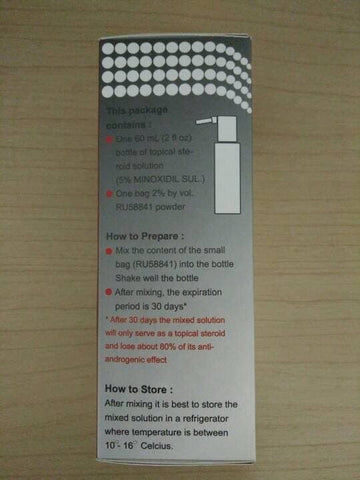 This package
contains :
One 60 mL (2 fl oz)
bottle of topical ste-
roid solution
(5% MINOXIDIL SUL.)
One bag 2% by vol.
RU58841 powder
How to Prepare :
Mix the content of the small
bag (RU58841) into the bottle
Shake well the bottle
After mixing, the expiration
period is 30 days*
* After 30 days the mixed solution
will only serve as a topical steroid
and lose about 80% of its anti-
androgenic effect
How to Store :
After mixing it is best to store the
mixed solution in a refrigerator
where temperature is between
10°- 16° Celcius.